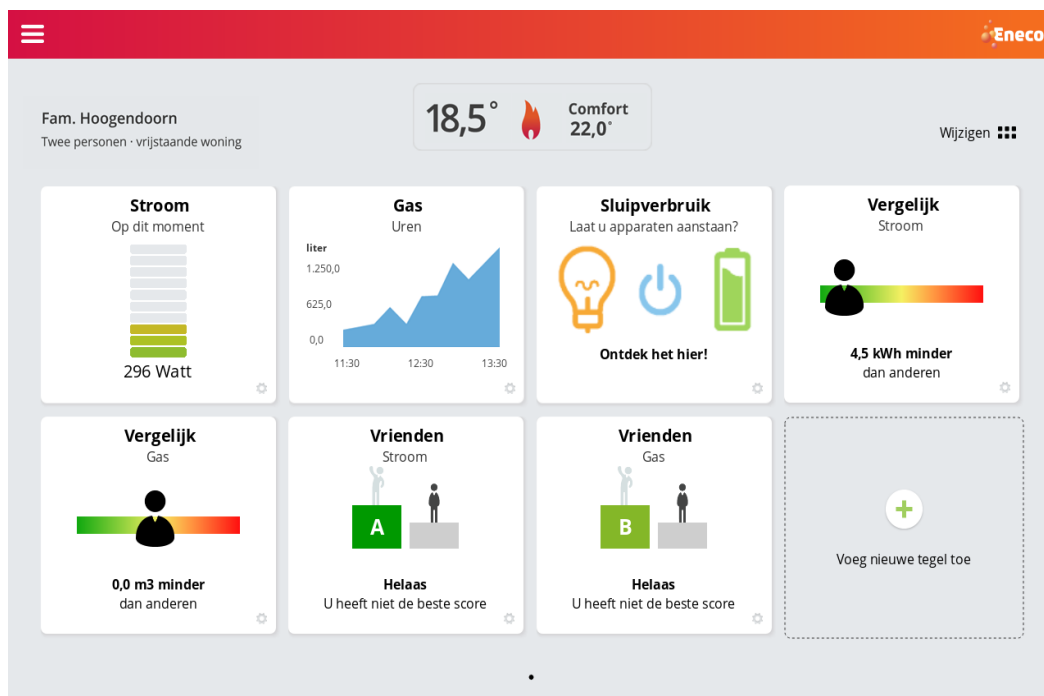 Eneco
Fam. Hoogendoorn
Twee personen · vrijstaande woning
18,5°
Comfort
22,0°
Wijzigen
Stroom
Op dit moment
296 Watt
Gas
Uren
liter
1.250,0
625,0
0,0
11:30 12:30 13:30
Sluipverbruik
Laat u apparaten aanstaan?
Ontdek het hier!
Vergelijk
Stroom
4,5 kWh minder
dan anderen
Vergelijk
Gas
0,0 m3 minder
dan anderen
Vrienden
Stroom
A
Helaas
U heeft niet de beste score
Vrienden
Gas
B
Helaas
U heeft niet de beste score
Voeg nieuwe tegel toe